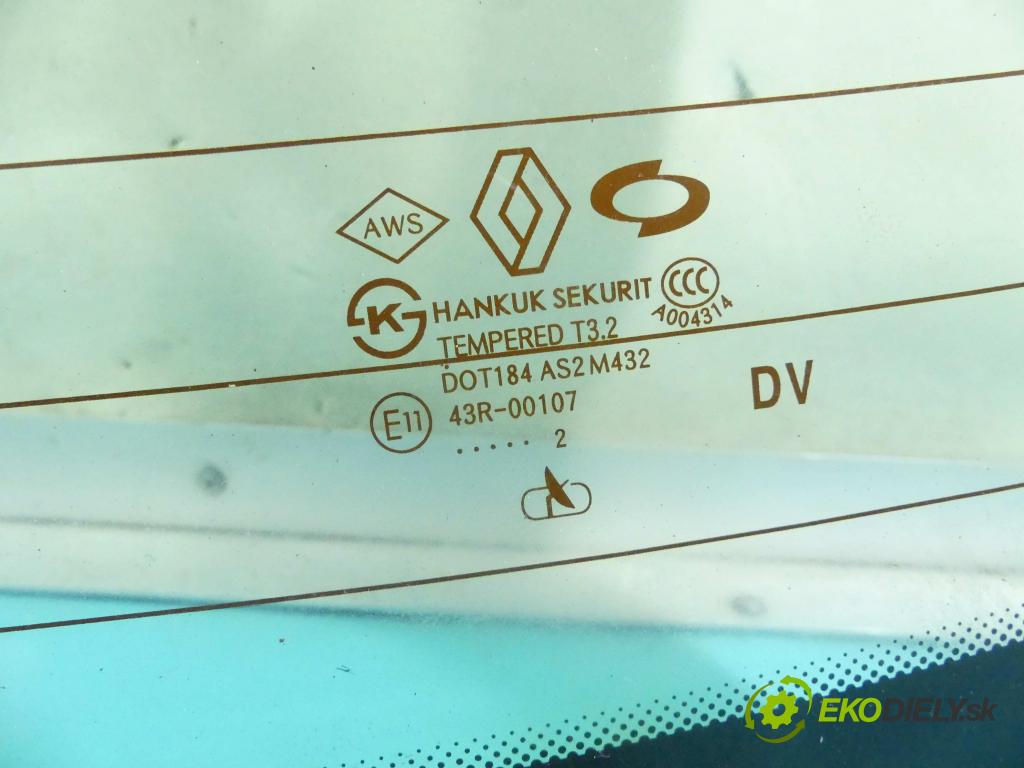 AWS
K
HANKUK SEKURIT
CCC
A004314
TEMPERED T3.2
DOT184 AS2 M432
E11
43R-00107
..... 2
DV
EKODIELY.sk